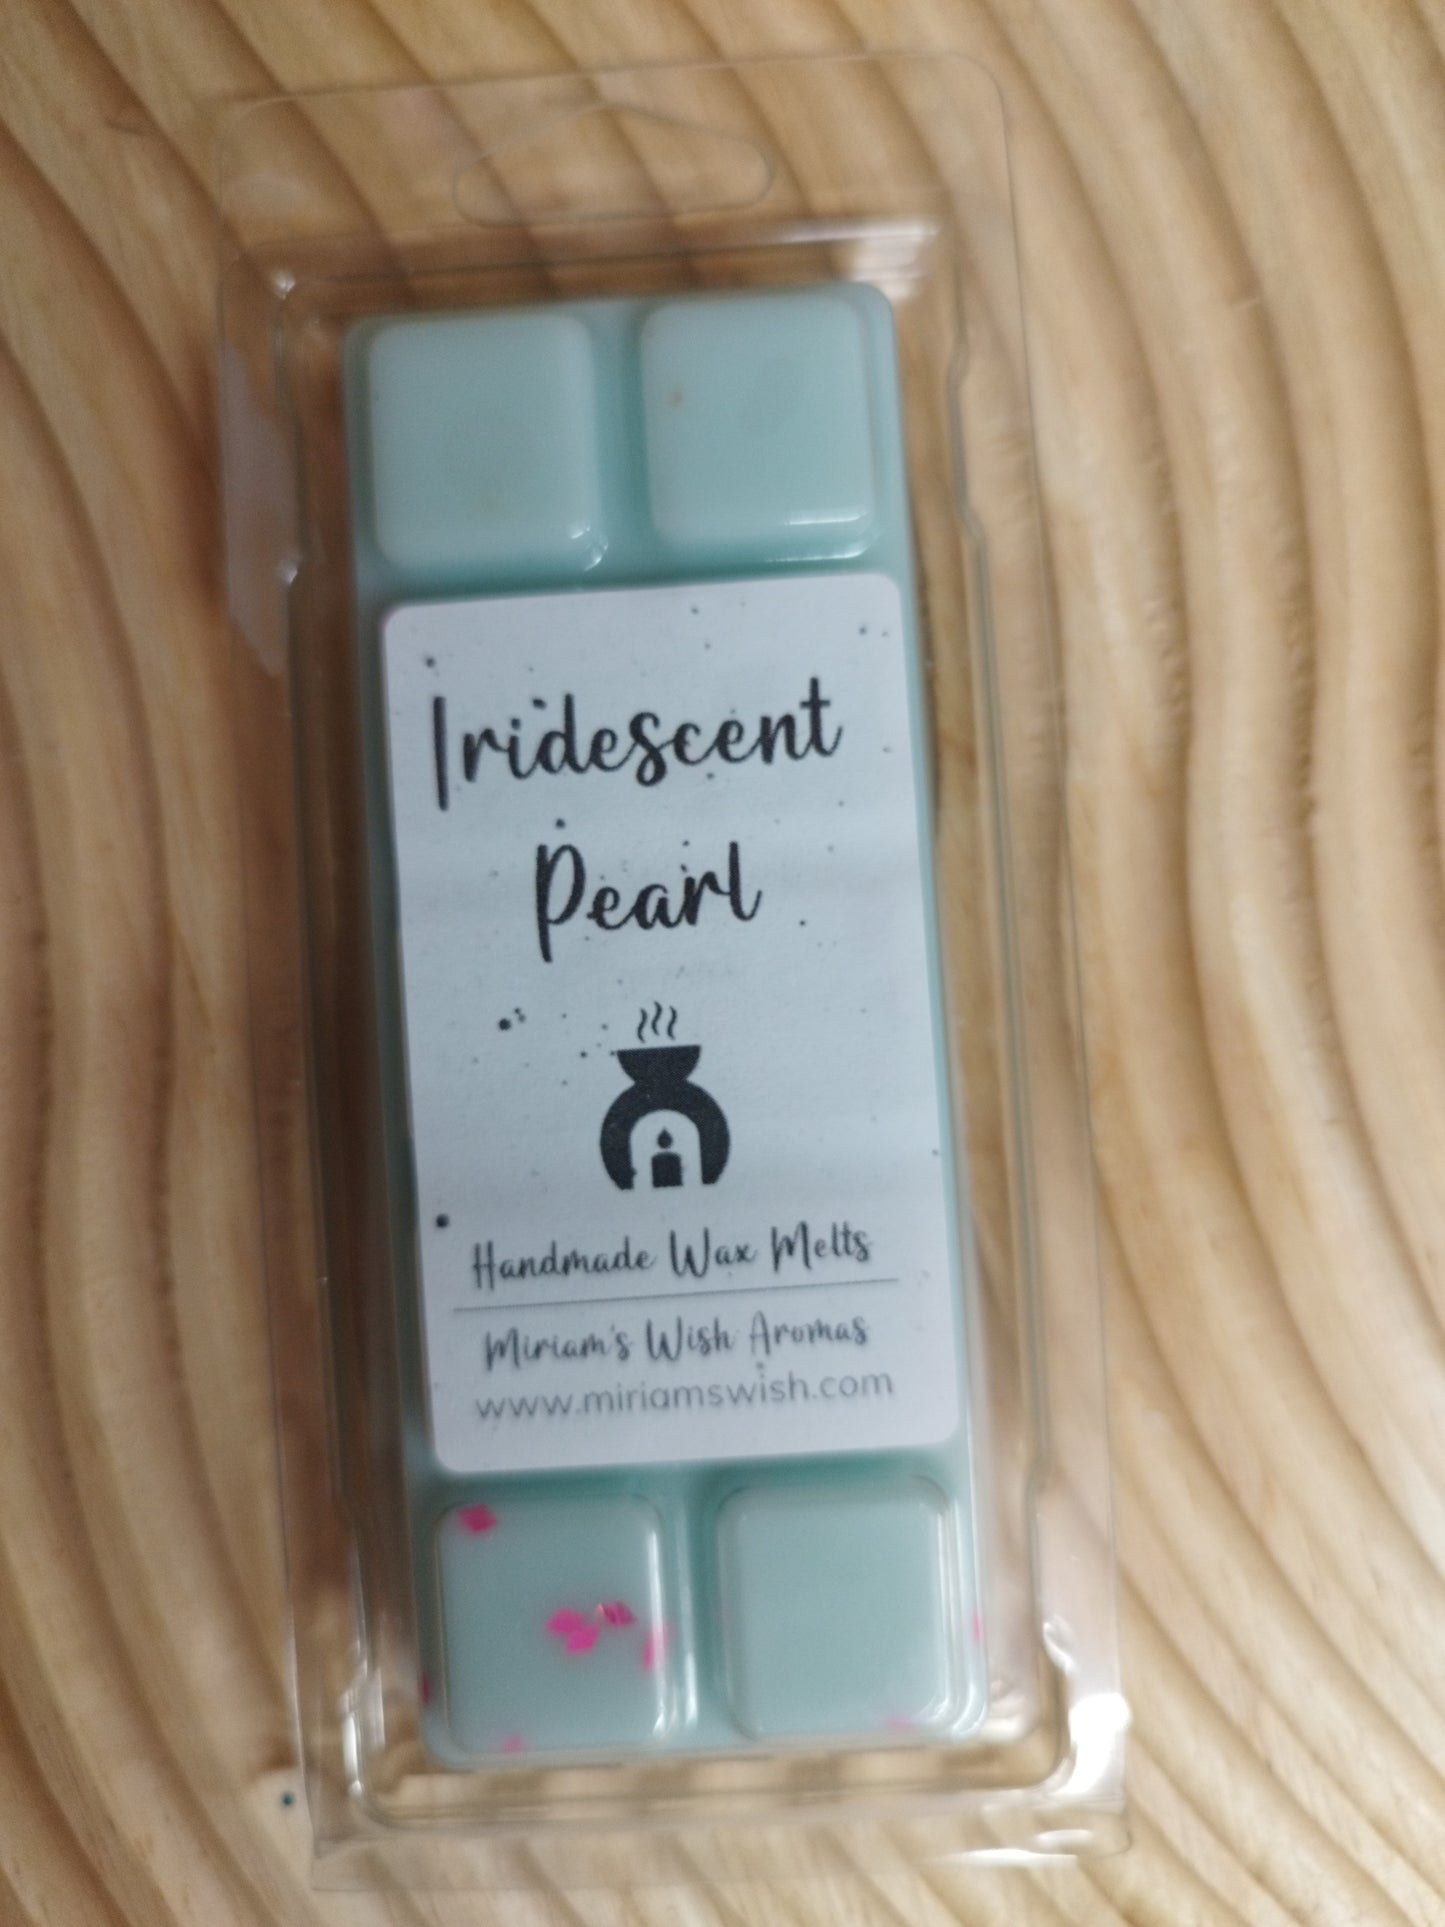 Iridescent
Pearl
Handmade Wax Melts
Miriam's Wish Aromas
www.miriamswish.com